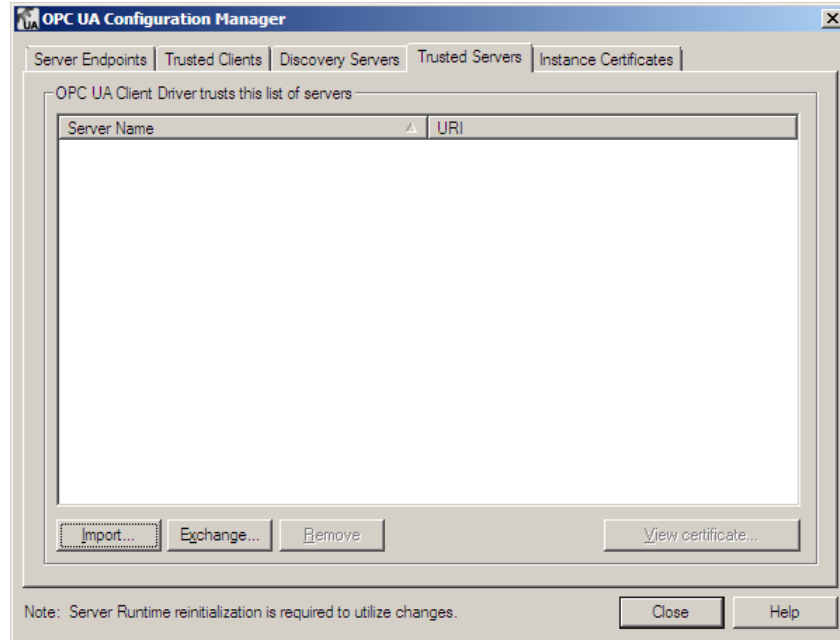 OPC UA Configuration Manager
Server Endpoints Trusted Clients Discovery Servers Trusted Servers Instance Certificates
OPC UA Client Driver trusts this list of servers
Server Name URI
Import... Exchange... Remove View certificate...
Note: Server Runtime reinitialization is required to utilize changes. Close Help